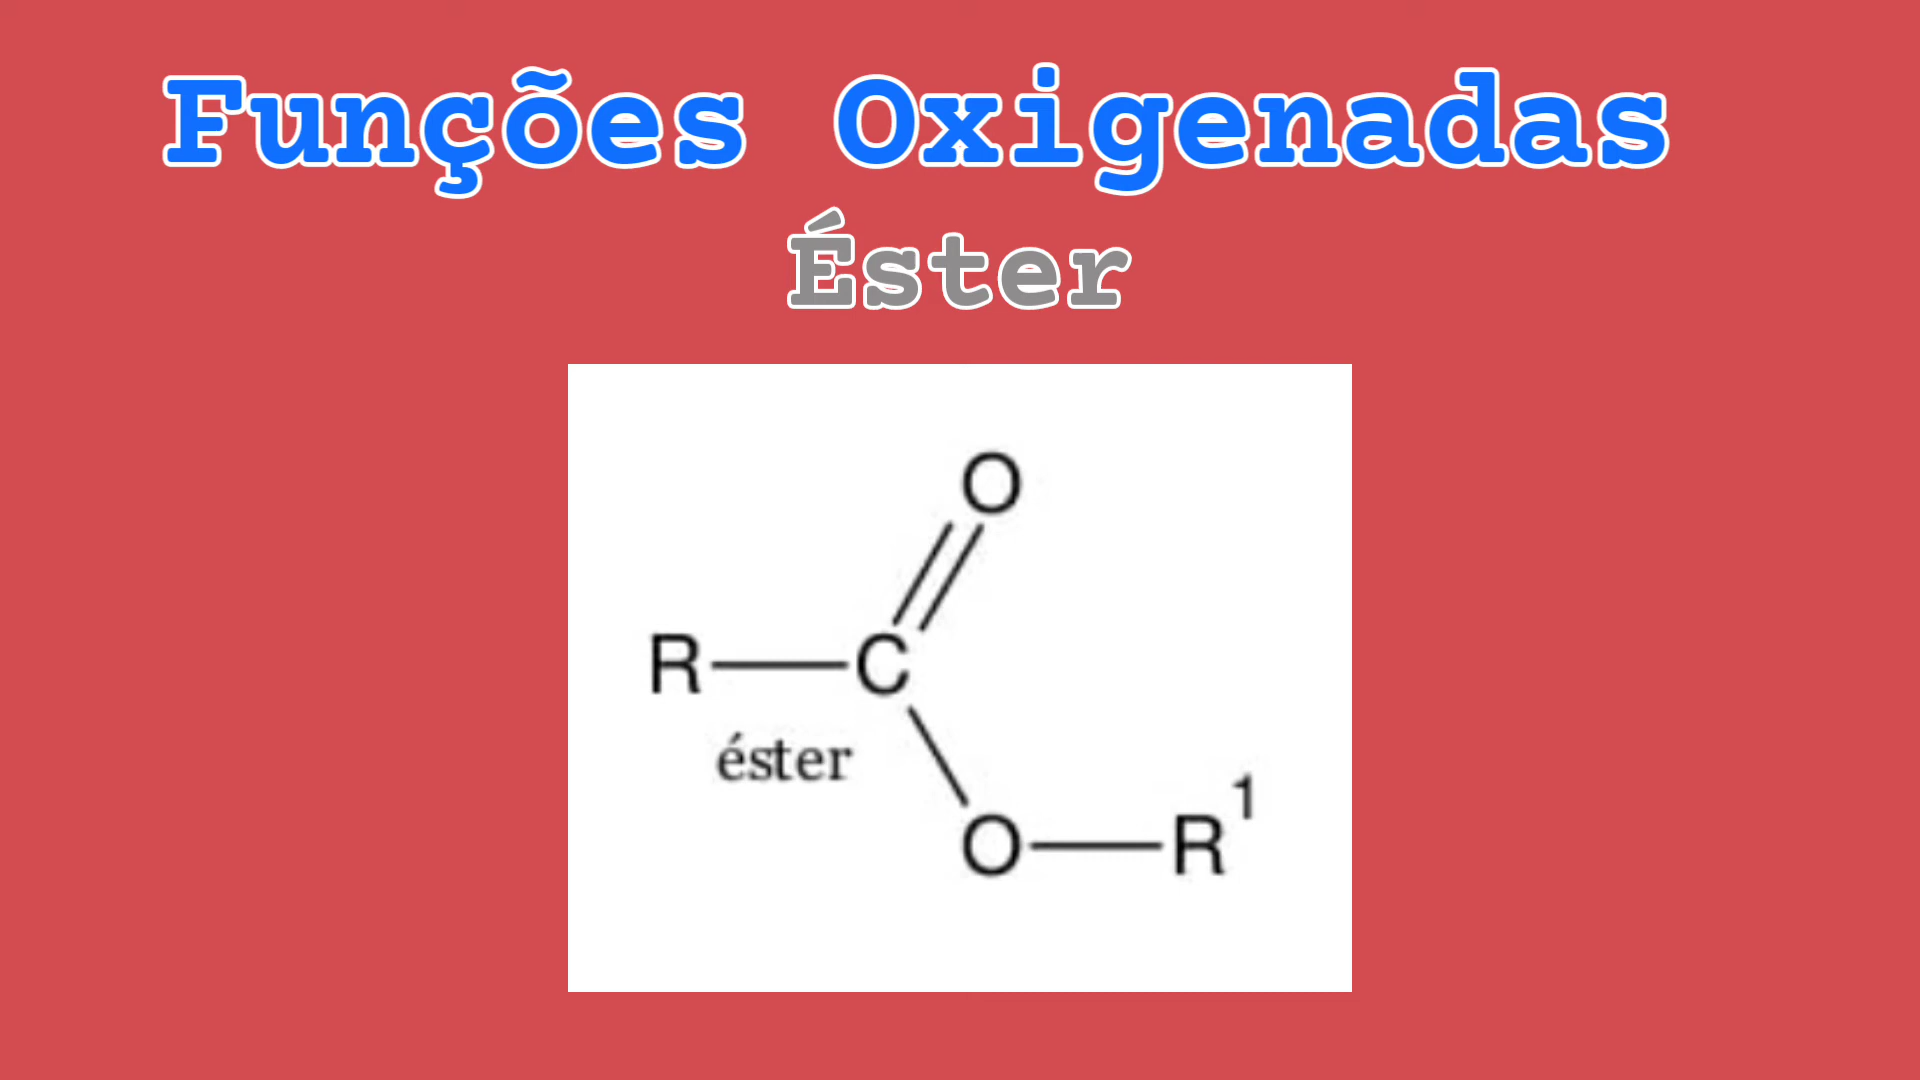 Funções Oxigenadas
Éster
O
R C
éster
O R¹